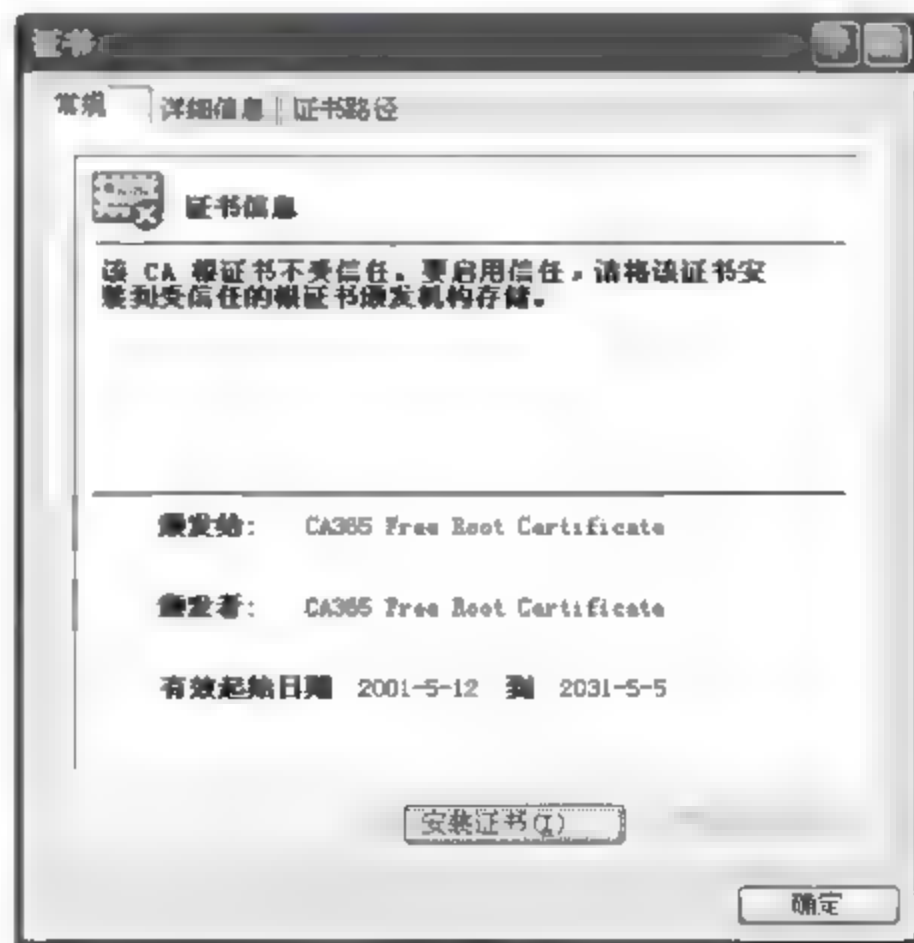 证书
常规
详细信息
证书路径
证书信息
该 CA 根证书不受信任。要启用信任，请将该证书安
装到受信任的根证书颁发机构存储。
颁发给: CA365 Free Root Certificate
颁发者: CA365 Free Root Certificate
有效起始日期 2001-5-12 到 2031-5-5
安装证书(I)
确定